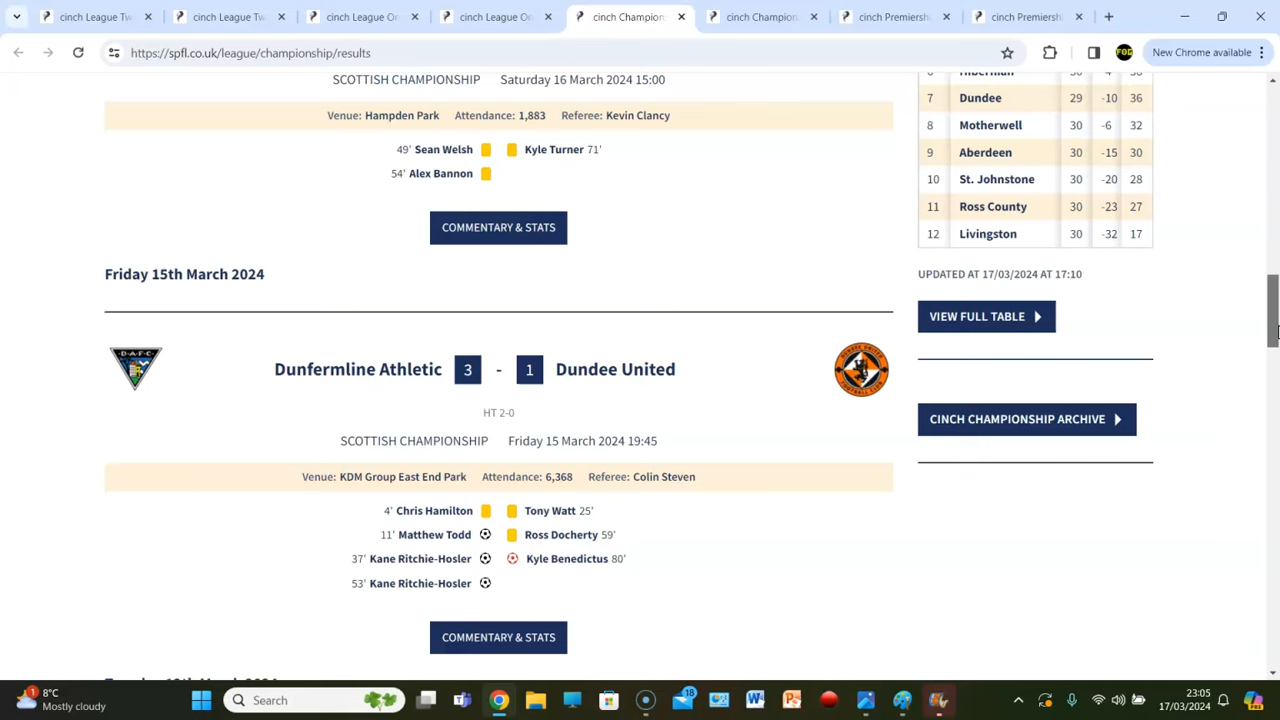 cinch League Tw
cinch League Tw
cinch League On
cinch League On
cinch Champion
cinch Champion
cinch Premiersh
cinch Premiersh
https://spfl.co.uk/league/championship/results
FOG
New Chrome available
SCOTTISH CHAMPIONSHIP Saturday 16 March 2024 15:00
Venue: Hampden Park Attendance: 1,883 Referee: Kevin Clancy
49' Sean Welsh Kyle Turner 71'
54' Alex Bannon
COMMENTARY & STATS
Friday 15th March 2024
Dunfermline Athletic 3 - 1 Dundee United
D.A.F.C.
DUNDEE UNITED
FOOTBALL CLUB
HT 2-0
SCOTTISH CHAMPIONSHIP Friday 15 March 2024 19:45
Venue: KDM Group East End Park Attendance: 6,368 Referee: Colin Steven
4' Chris Hamilton Tony Watt 25'
11' Matthew Todd Ross Docherty 59'
37' Kane Ritchie-Hosler Kyle Benedictus 80'
53' Kane Ritchie-Hosler
COMMENTARY & STATS
7 Dundee 29 -10 36
8 Motherwell 30 -6 32
9 Aberdeen 30 -15 30
10 St. Johnstone 30 -20 28
11 Ross County 30 -23 27
12 Livingston 30 -32 17
UPDATED AT 17/03/2024 AT 17:10
VIEW FULL TABLE
CINCH CHAMPIONSHIP ARCHIVE
1
8°C
Mostly cloudy
Search
18
23:05
17/03/2024